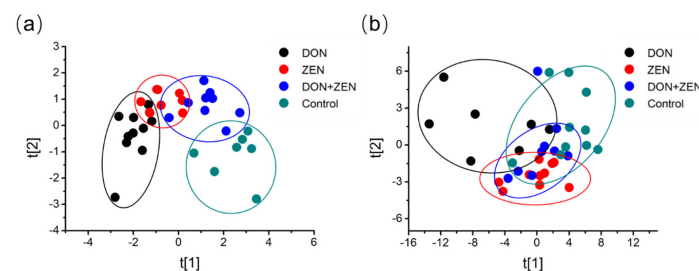 (a)
(b)
3
2
1
0
-1
-2
-3
-4
t[2]
-4 -2 0 2 4 6
t[1]
DON
ZEN
DON+ZEN
Control
6
3
0
-3
-6
t[2]
-16 -12 -8 -4 0 4 8 12
t[1]
DON
ZEN
DON+ZEN
Control